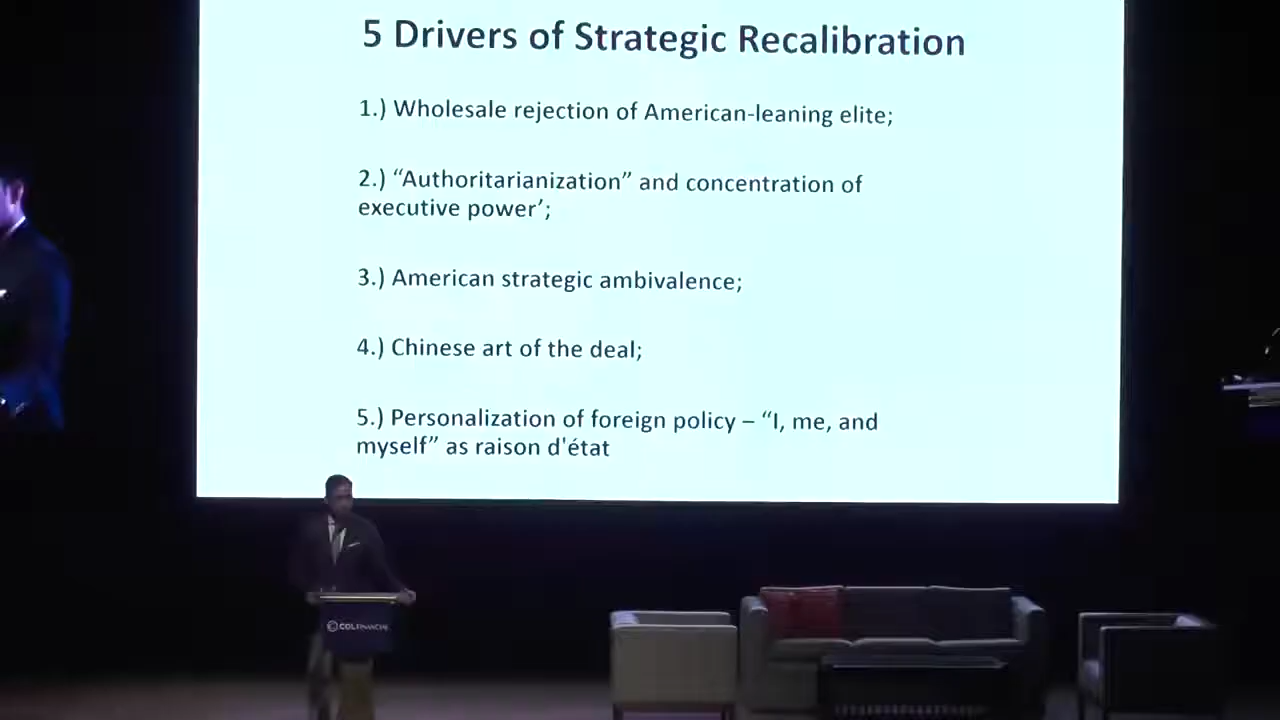 5 Drivers of Strategic Recalibration
1.) Wholesale rejection of American-leaning elite;
2.) “Authoritarianization” and concentration of
executive power’;
3.) American strategic ambivalence;
4.) Chinese art of the deal;
5.) Personalization of foreign policy – “I, me, and
myself” as raison d'état
COLFINANCIAL